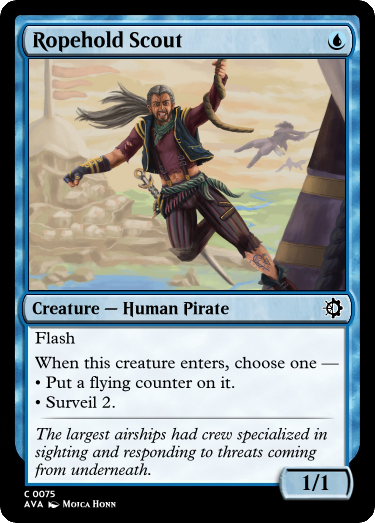 Ropehold Scout
Creature — Human Pirate
Flash
When this creature enters, choose one —
• Put a flying counter on it.
• Surveil 2.
The largest airships had crew specialized in
sighting and responding to threats coming
from underneath.
1/1
C 0075
AVA Moica Honn